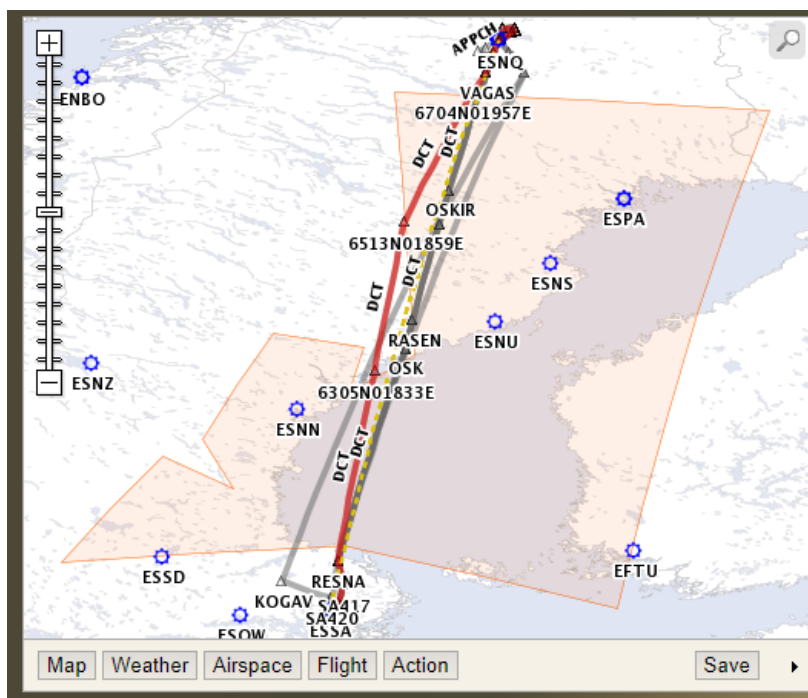 APPCH
ESNQ
ENBO
VAGAS
6704N01957E
DCT
DCT
ESPA
OSKIR
6513N01859E
DCT
ESNS
DCT
ESNU
RASEN
OSK
ESNZ
6305N01833E
ESNN
DCT
DCT
ESSD
EFTU
RESNA
KOGAV
SA417
SA420
ESOW
ESSA
Map Weather Airspace Flight Action Save